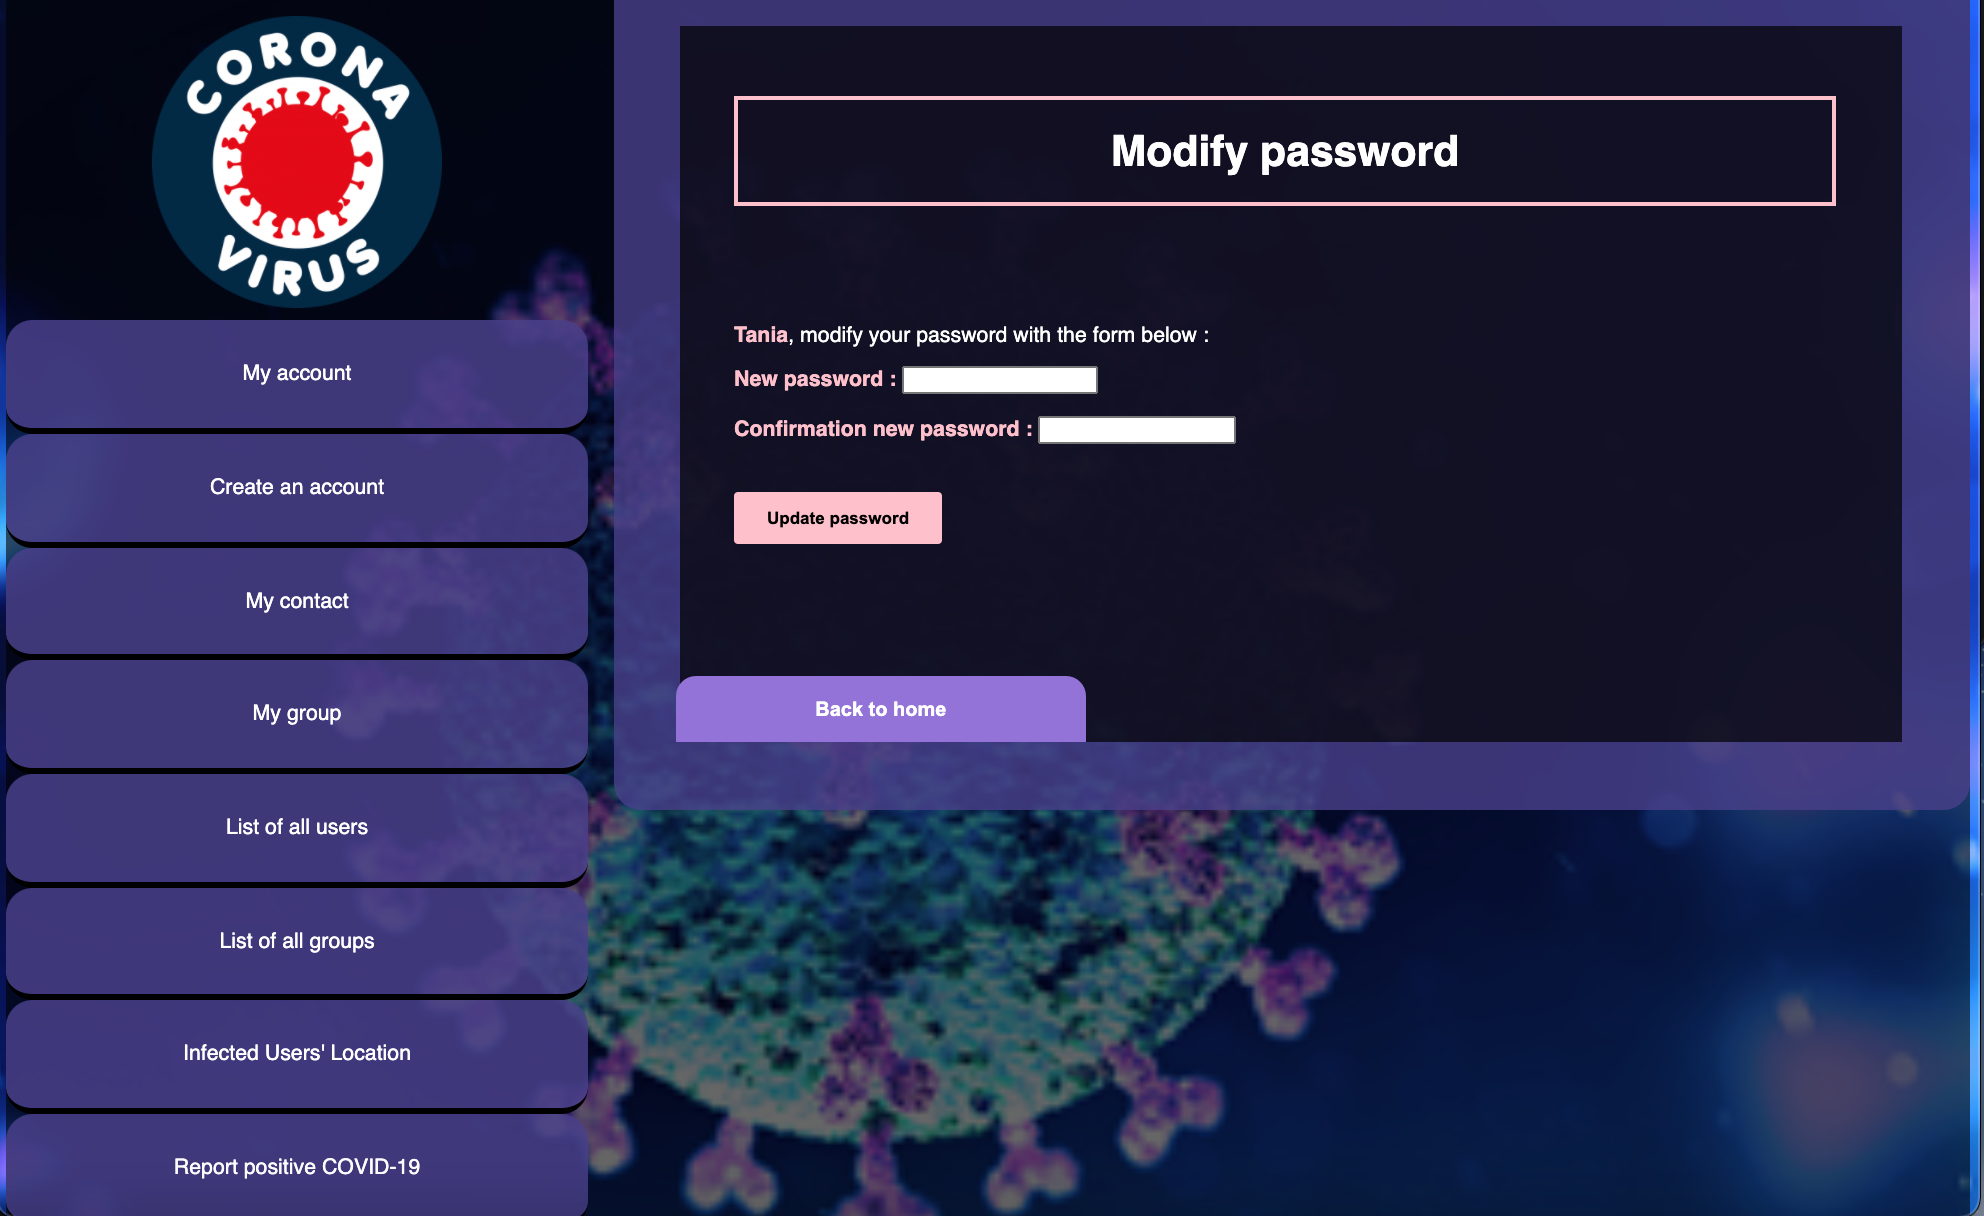 CORONA
VIRUS
My account
Create an account
My contact
My group
List of all users
List of all groups
Infected Users' Location
Report positive COVID-19
Modify password
Tania, modify your password with the form below :
New password :
Confirmation new password :
Update password
Back to home